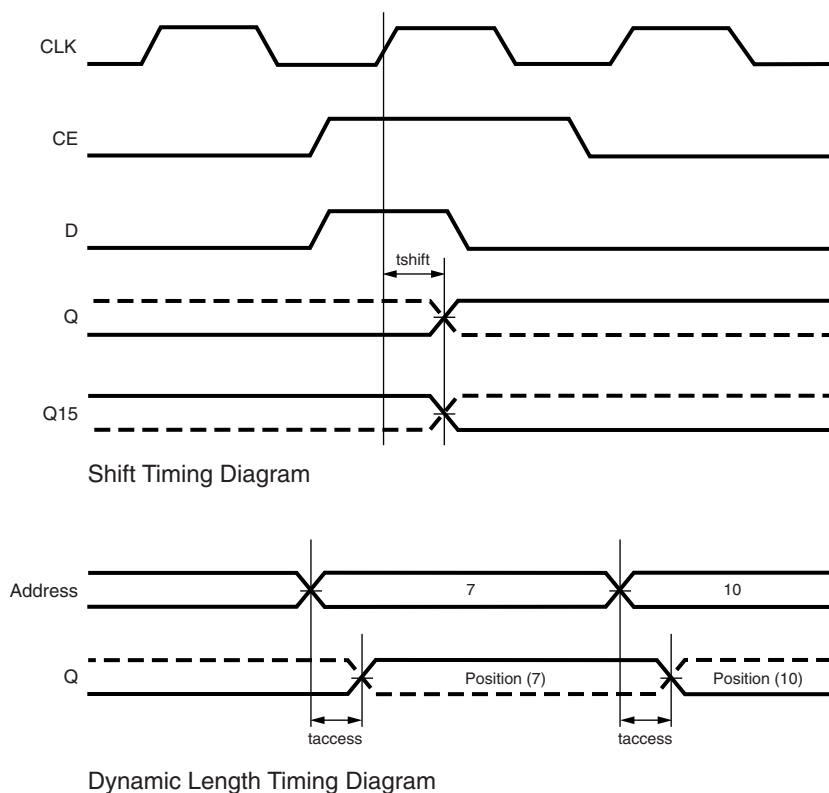 CLK
CE
D
tshift
Q
Q15
Shift Timing Diagram
Address
7
10
Q
Position (7)
Position (10)
taccess
taccess
Dynamic Length Timing Diagram